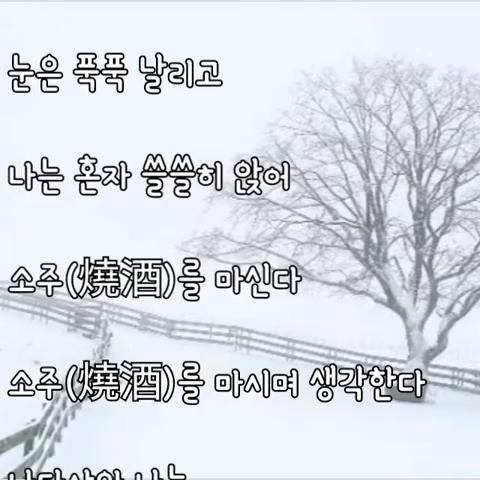 눈은 푹푹 날리고
나는 혼자 쓸쓸히 앉어
소주(燒酒)를 마신다
소주(燒酒)를 마시며 생각한다